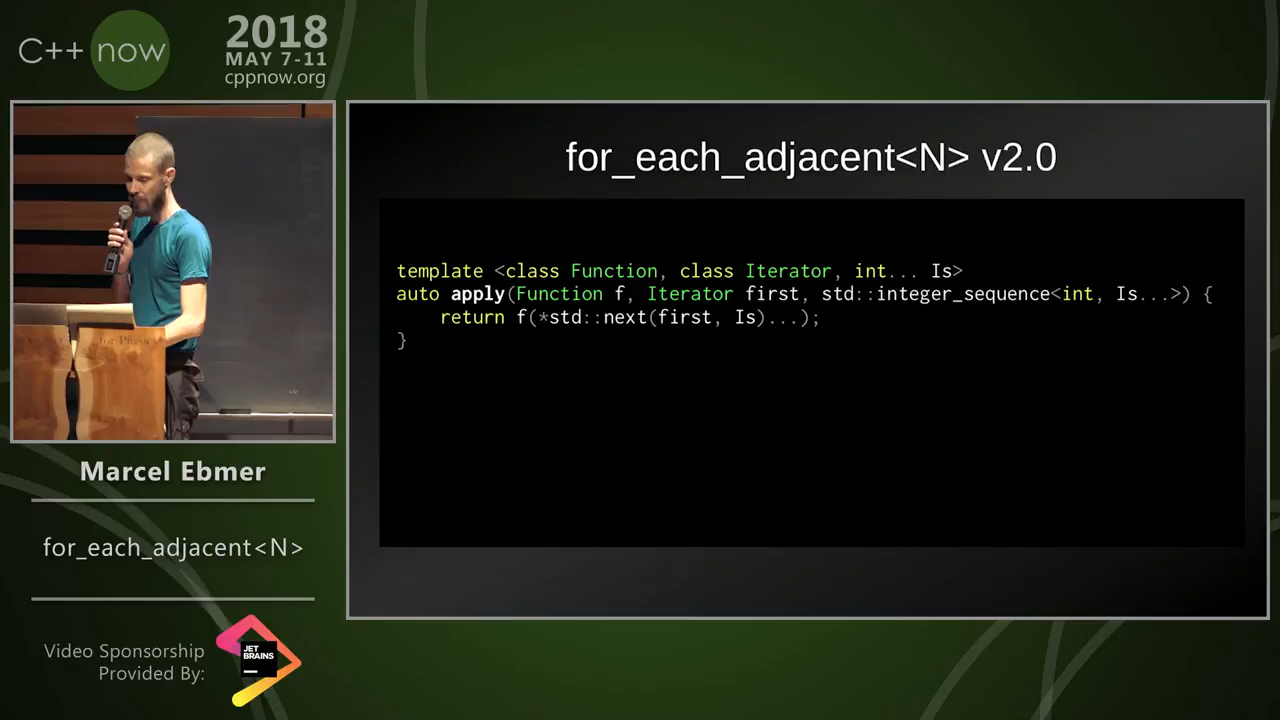 C++ now
2018
MAY 7-11
cppnow.org
for_each_adjacent<N> v2.0
template <class Function, class Iterator, int... Is>
auto apply(Function f, Iterator first, std::integer_sequence<int, Is...>) {
    return f(*std::next(first, Is)...);
}
Marcel Ebmer
for_each_adjacent<N>
Video Sponsorship
Provided By:
JET
BRAINS